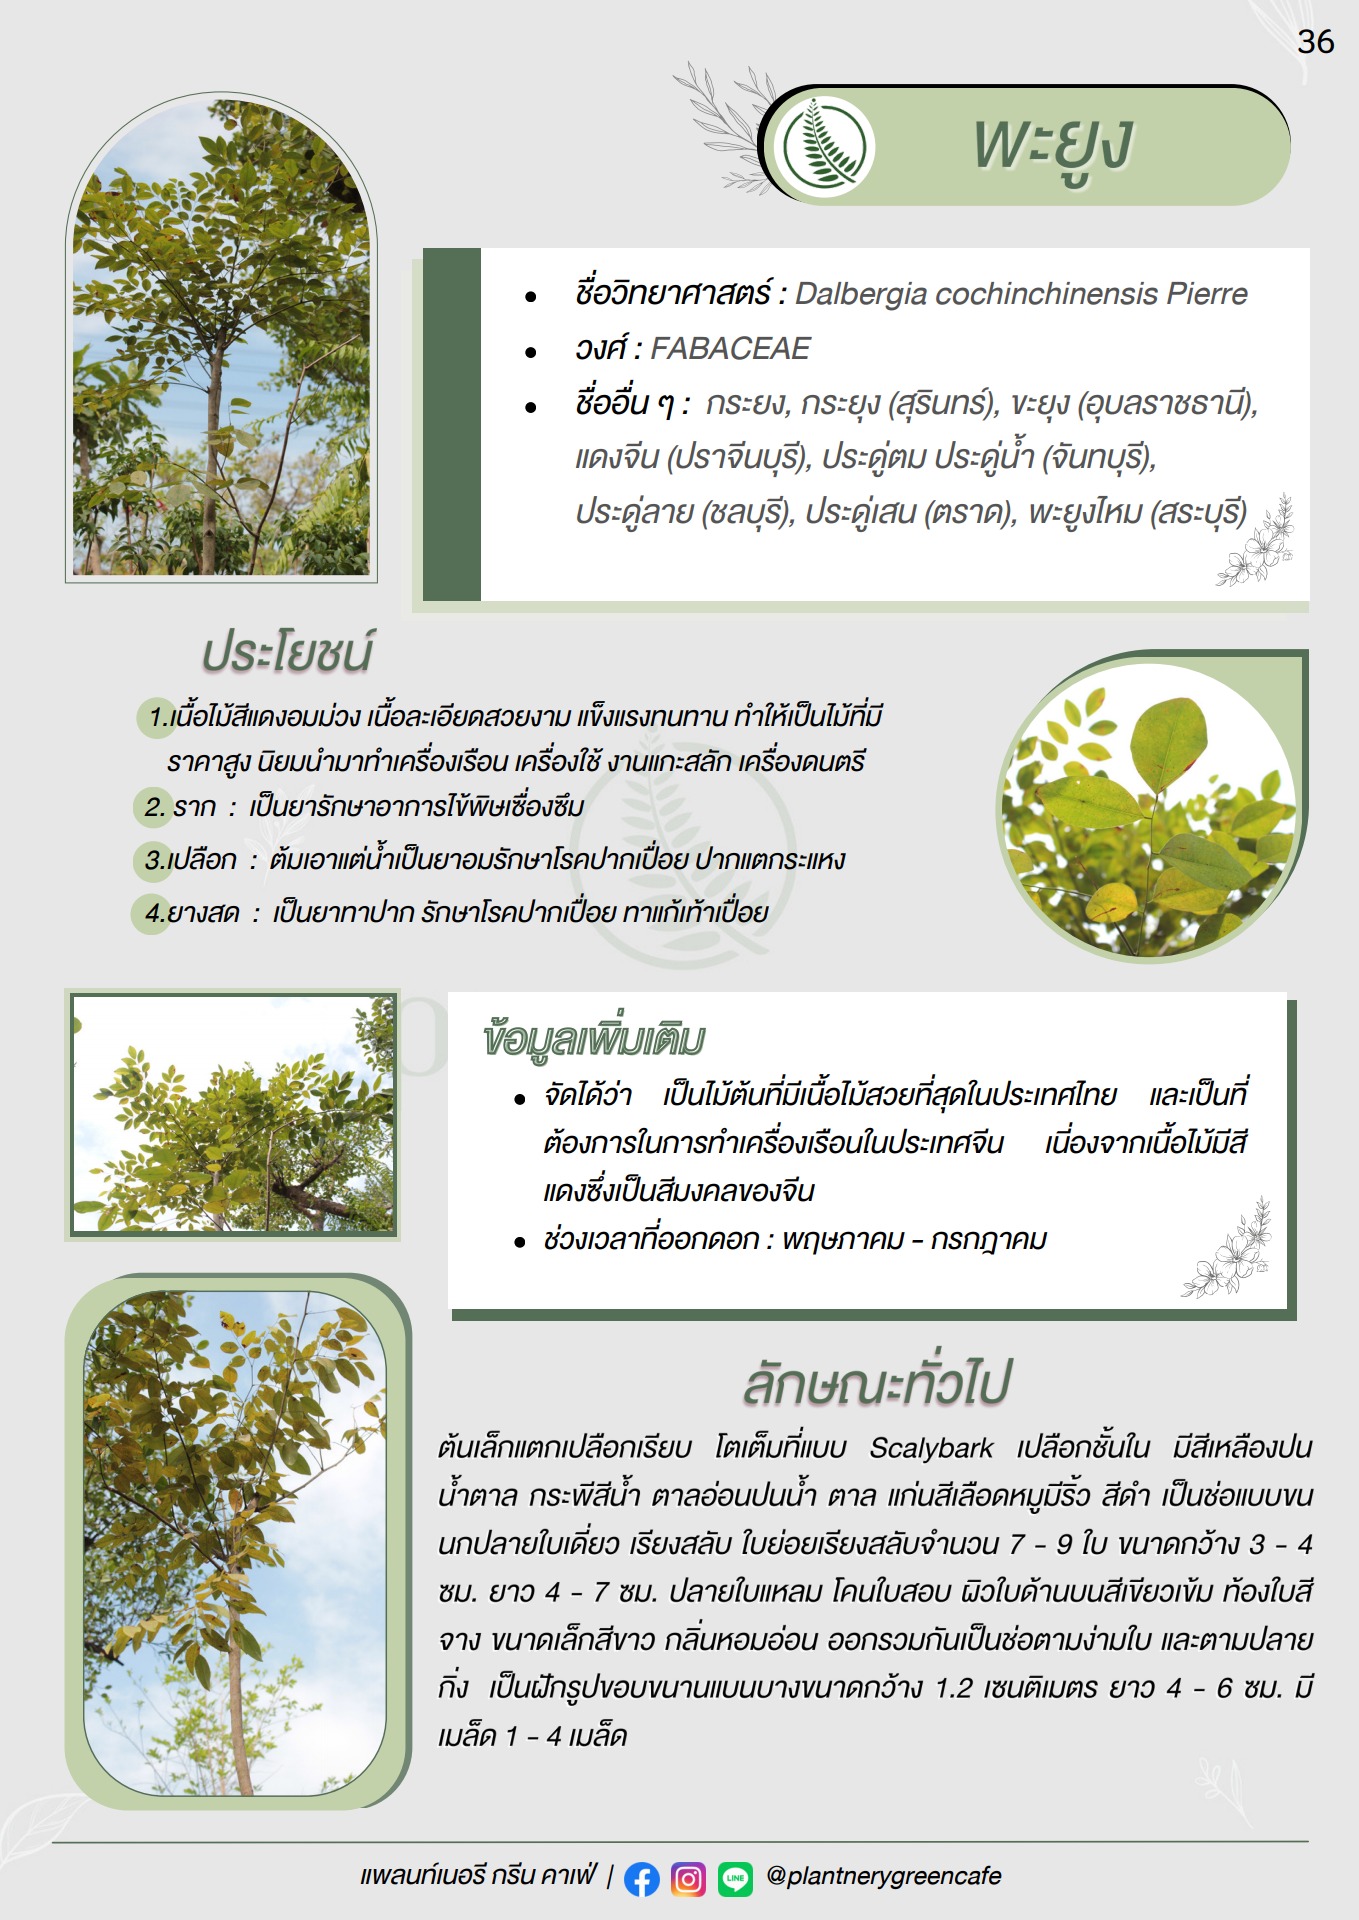 36
พะยูง
ชื่อวิทยาศาสตร์ : Dalbergia cochinchinensis Pierre
วงศ์ : FABACEAE
ชื่ออื่น ๆ : กระยง, กระยุง (สุรินทร์), ขะยุง (อุบลราชธานี),
แดงจีน (ปราจีนบุรี), ประดู่ตม ประดู่น้ำ (จันทบุรี),
ประดู่ลาย (ชลบุรี), ประดู่เสน (ตราด), พะยูงไหม (สระบุรี)
ประโยชน์
1.เนื้อไม้สีแดงอมม่วง เนื้อละเอียดสวยงาม แข็งแรงทนทาน ทำให้เป็นไม้ที่มี
ราคาสูง นิยมนำมาทำเครื่องเรือน เครื่องใช้ งานแกะสลัก เครื่องดนตรี
2. ราก : เป็นยารักษาอาการไข้พิษเซื่องซึม
3.เปลือก : ต้มเอาแต่น้ำเป็นยาอมรักษาโรคปากเปื่อย ปากแตกระแหง
4.ยางสด : เป็นยาทาปาก รักษาโรคปากเปื่อย ทาแก้เท้าเปื่อย
ข้อมูลเพิ่มเติม
จัดได้ว่า เป็นไม้ต้นที่มีเนื้อไม้สวยที่สุดในประเทศไทย และเป็นที่
ต้องการในการทำเครื่องเรือนในประเทศจีน เนื่องจากเนื้อไม้มีสี
แดงซึ่งเป็นสีมงคลของจีน
ช่วงเวลาที่ออกดอก : พฤษภาคม - กรกฎาคม
ลักษณะทั่วไป
ต้นเล็กแตกเปลือกเรียบ โตเต็มที่แบบ Scalybark เปลือกชั้นใน มีสีเหลืองปน
น้ำตาล กระพีสีน้ำ ตาลอ่อนปนน้ำ ตาล แก่นสีเลือดหมูมีริ้ว สีดำ เป็นช่อแบบขน
นกปลายใบเดี่ยว เรียงสลับ ใบย่อยเรียงสลับจำนวน 7 - 9 ใบ ขนาดกว้าง 3 - 4
ซม. ยาว 4 - 7 ซม. ปลายใบแหลม โคนใบสอบ ผิวใบด้านบนสีเขียวเข้ม ท้องใบสี
จาง ขนาดเล็กสีขาว กลิ่นหอมอ่อน ออกรวมกันเป็นช่อตามง่ามใบ และตามปลาย
กิ่ง เป็นฝักรูปขอบขนานแบนบางขนาดกว้าง 1.2 เซนติเมตร ยาว 4 - 6 ซม. มี
เมล็ด 1 - 4 เมล็ด
แพลนท์เนอรี กรีน คาเฟ่ | LINE @plantnerygreencafe